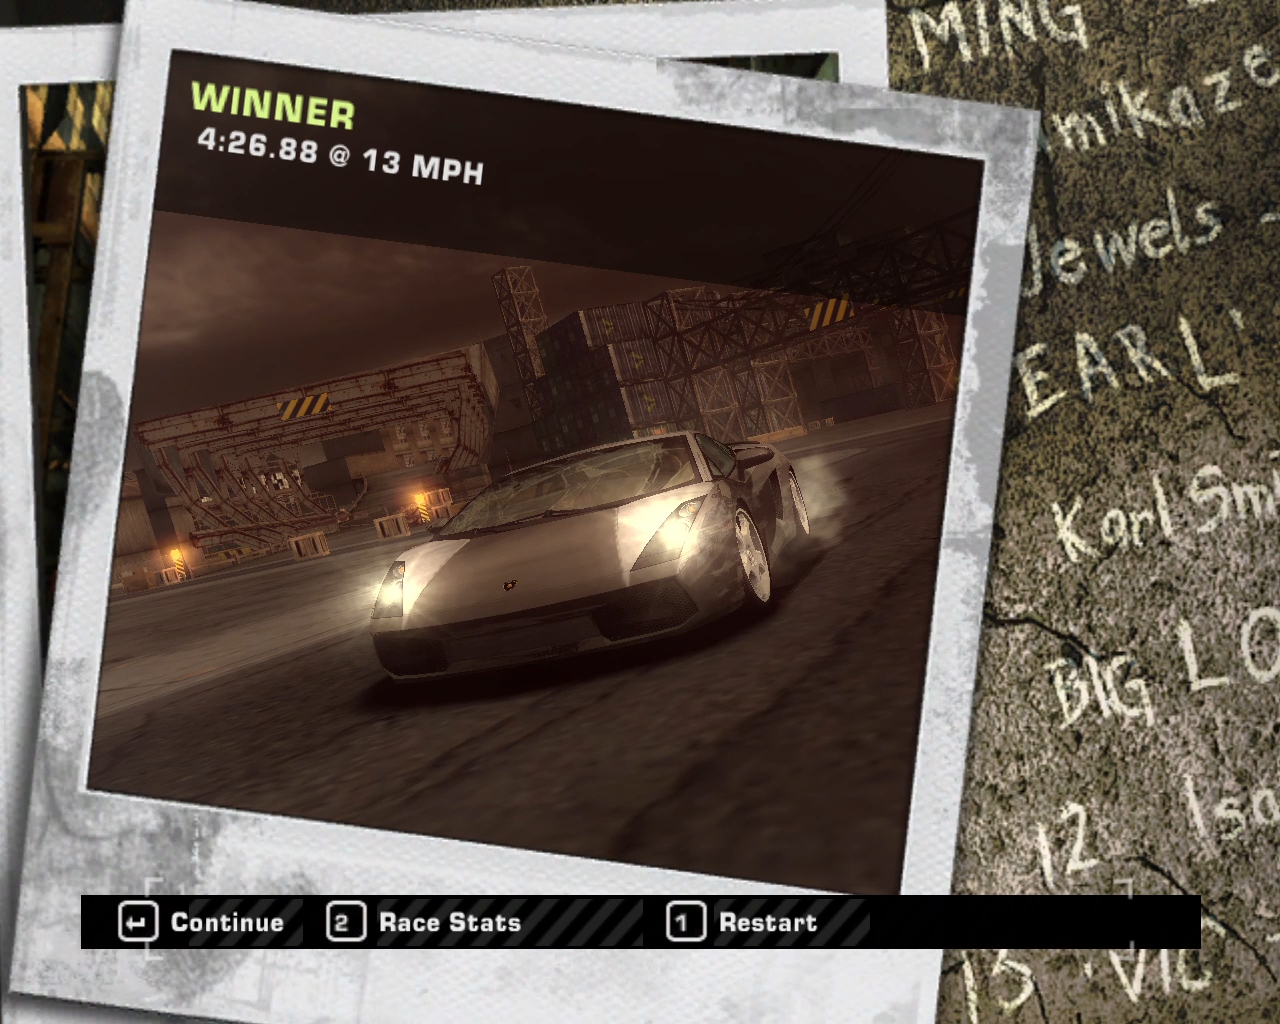 WINNER
4:26.88 @ 13 MPH
MING
mikaze
Jewels -
EARL'
Karl Smi
BIG LO
12 Isa
15 'VIC
Continue
2 Race Stats
1 Restart